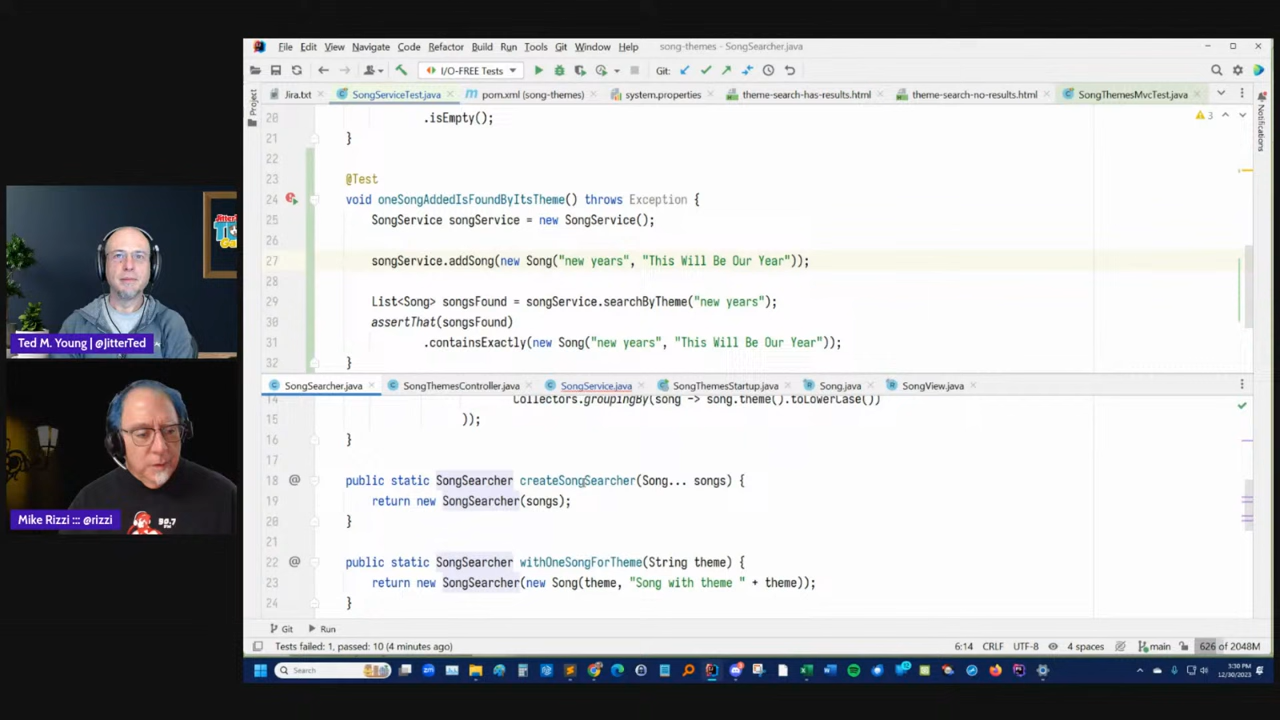 File Edit View Navigate Code Refactor Build Run Tools Git Window Help song-themes - SongSearcher.java
I/O-FREE Tests Git:
Jira.txt SongServiceTest.java pom.xml (song-themes) system.properties theme-search-has-results.html theme-search-no-results.html SongThemesMvcTest.java
Project
Notifications
3
20 .isEmpty();
21 }
22
23 @Test
24 void oneSongAddedIsFoundByItsTheme() throws Exception {
25 SongService songService = new SongService();
26
27 songService.addSong(new Song("new years", "This Will Be Our Year"));
28
29 List<Song> songsFound = songService.searchByTheme("new years");
30 assertThat(songsFound)
31 .containsExactly(new Song("new years", "This Will Be Our Year"));
32 }
SongSearcher.java SongThemesController.java SongService.java SongThemesStartup.java Song.java SongView.java
14 Collectors.groupingBy(song -> song.theme().toLowerCase())
15 ));
16 }
17
18 public static SongSearcher createSongSearcher(Song... songs) {
19 return new SongSearcher(songs);
20 }
21
22 public static SongSearcher withOneSongForTheme(String theme) {
23 return new SongSearcher(new Song(theme, "Song with theme " + theme));
24 }
Git Run
Tests failed: 1, passed: 10 (4 minutes ago) 6:14 CRLF UTF-8 4 spaces main 626 of 2048M
Search
3:30 PM
12/30/2023
Ted M. Young | @JitterTed
Mike Rizzi ::: @rizzi